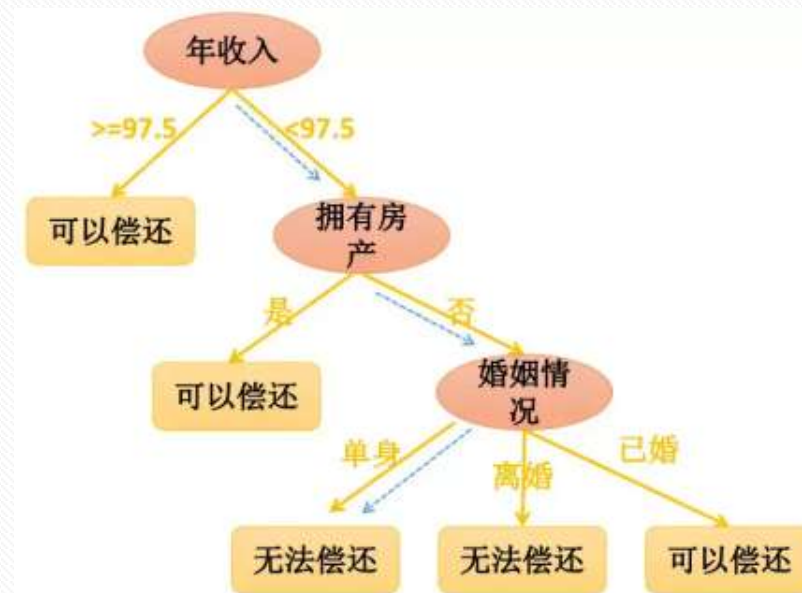 年收入
>=97.5
<97.5
可以偿还
拥有房
产
是
否
可以偿还
婚姻情
况
单身
离婚
已婚
无法偿还
无法偿还
可以偿还